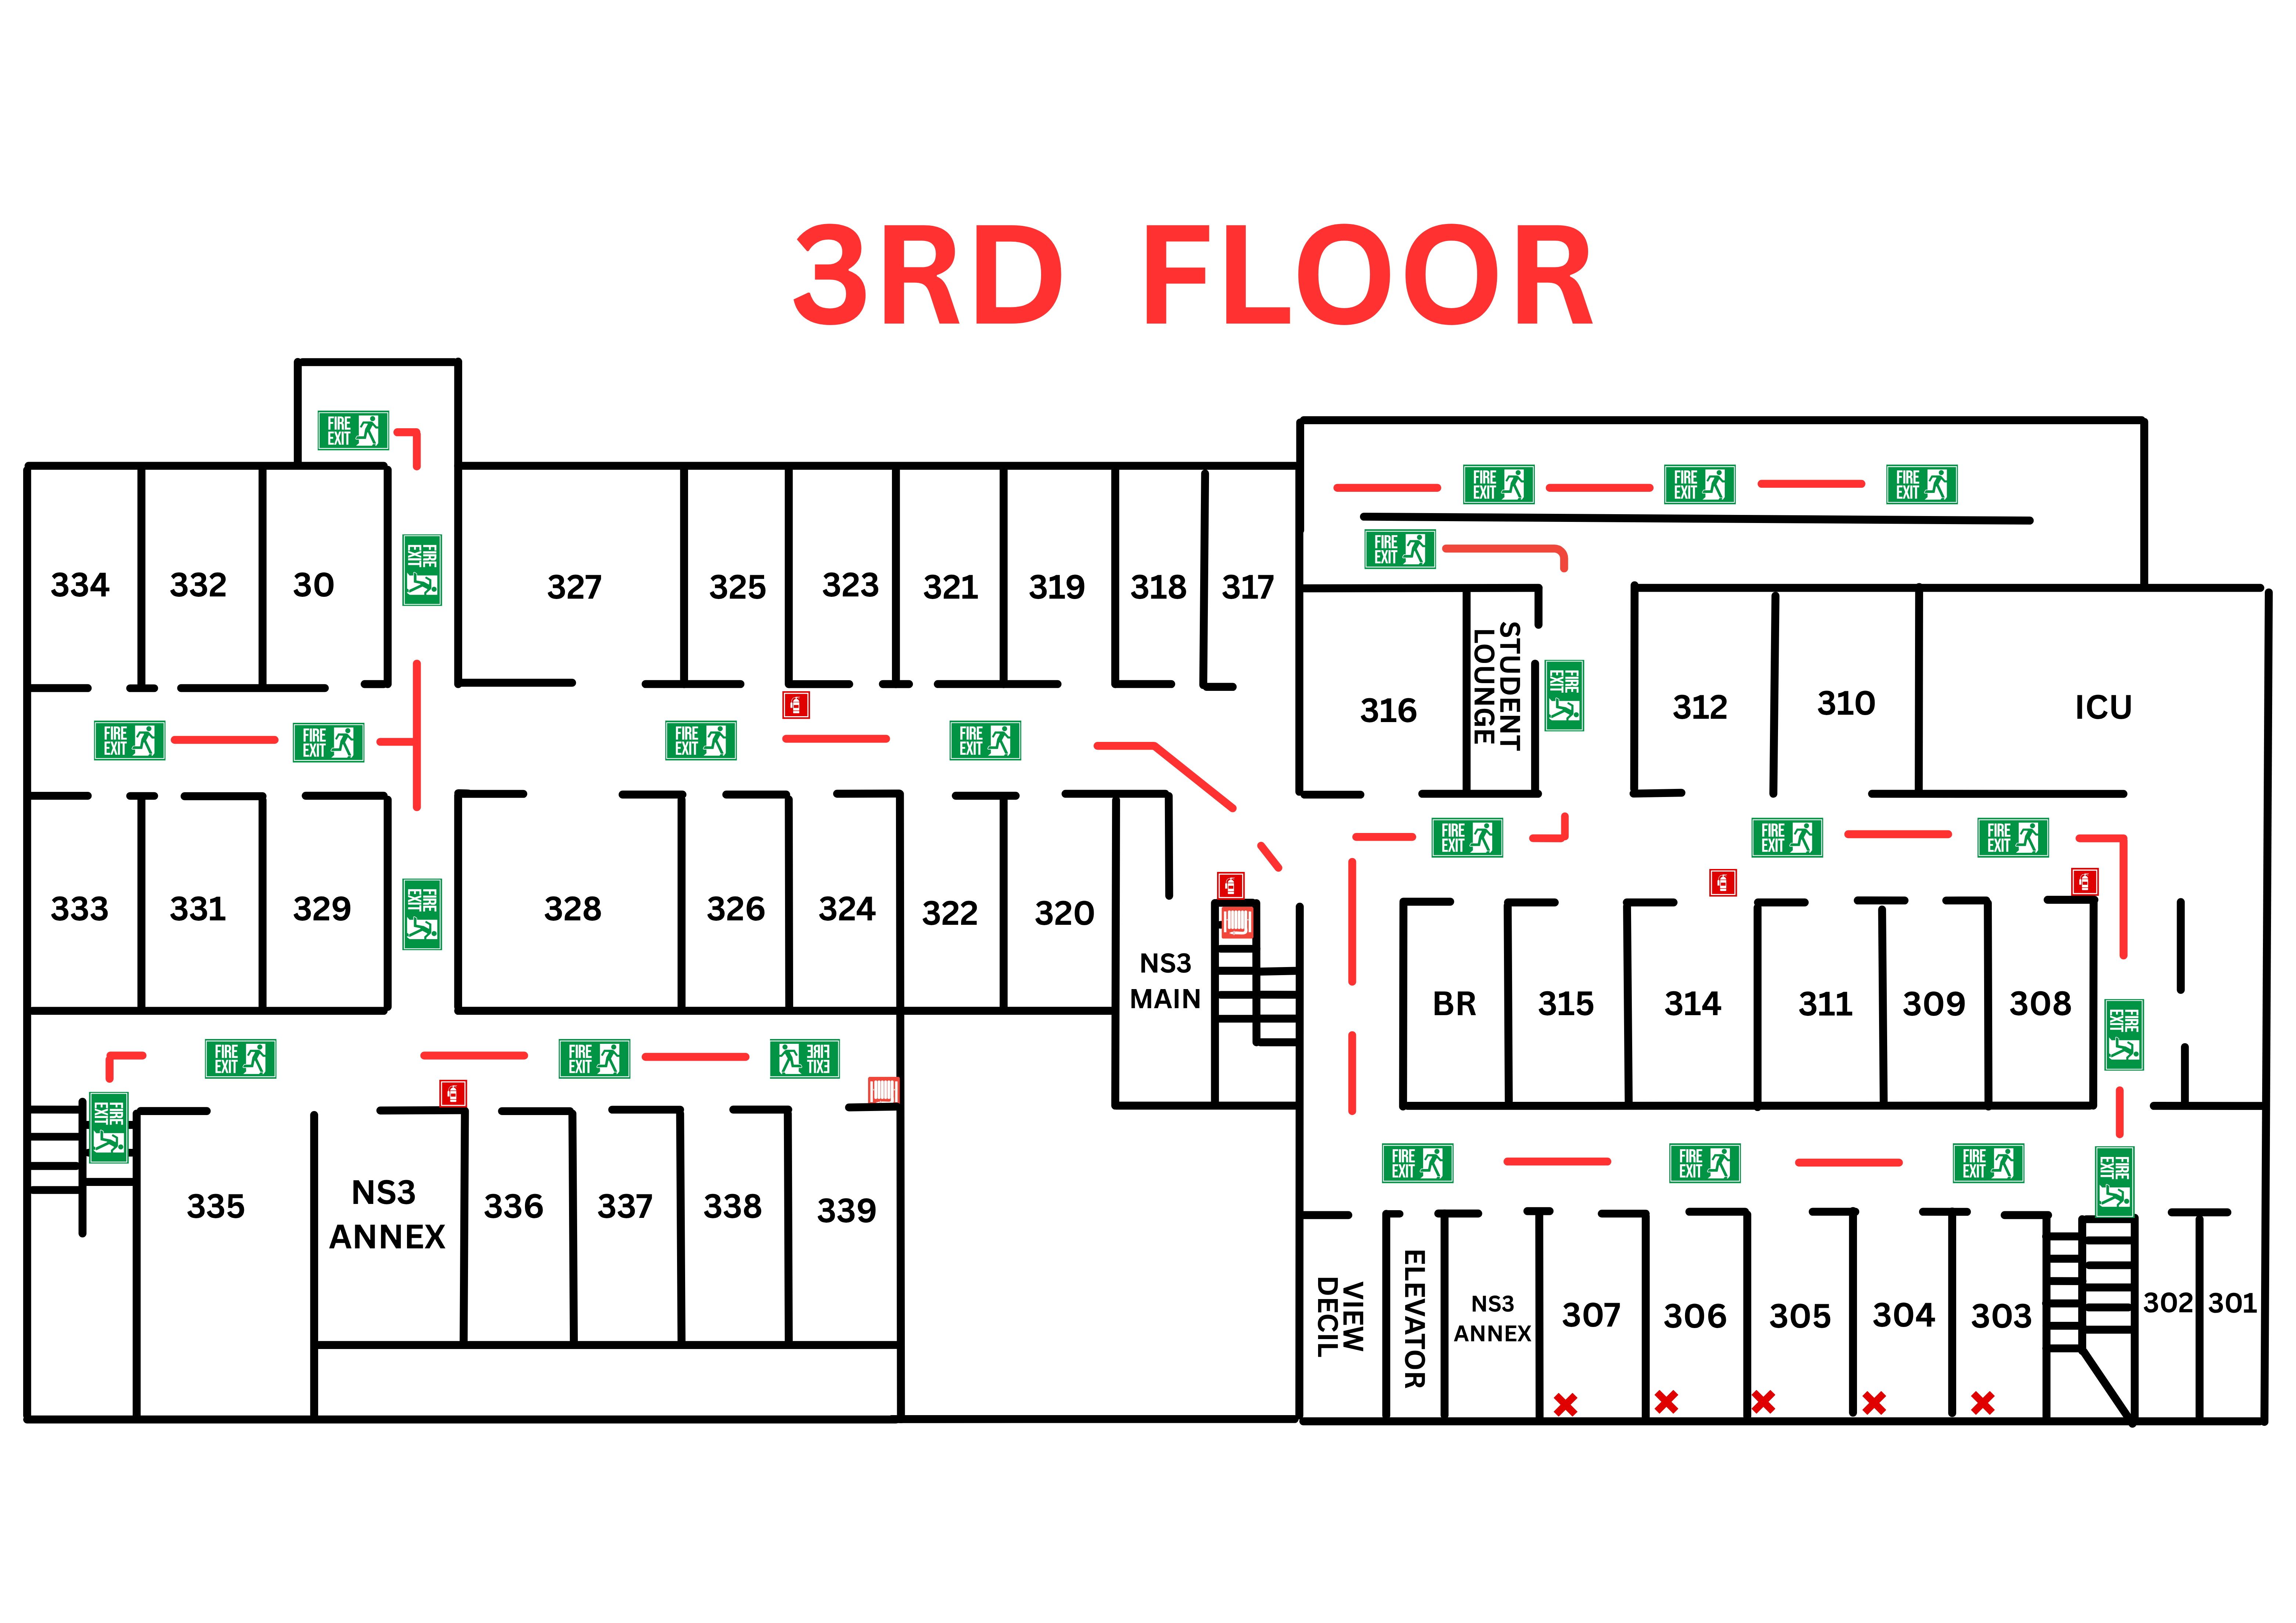 3RD FLOOR
FIRE
EXIT
FIRE
EXIT
FIRE
EXIT
FIRE
EXIT
FIRE
EXIT
FIRE
EXIT
334
332
30
327
325
323
321
319
318
317
STUDENT
LOUNGE
FIRE
EXIT
316
312
310
ICU
FIRE
EXIT
FIRE
EXIT
FIRE
EXIT
FIRE
EXIT
FIRE
EXIT
FIRE
EXIT
FIRE
EXIT
333
331
329
FIRE
EXIT
328
326
324
322
320
NS3
MAIN
BR
315
314
311
309
308
FIRE
EXIT
FIRE
EXIT
FIRE
EXIT
FIRE
EXIT
FIRE
EXIT
FIRE
EXIT
FIRE
EXIT
FIRE
EXIT
FIRE
EXIT
335
NS3
ANNEX
336
337
338
339
VIEW
DECIL
ELEVATOR
NS3
ANNEX
307
306
305
304
303
302
301